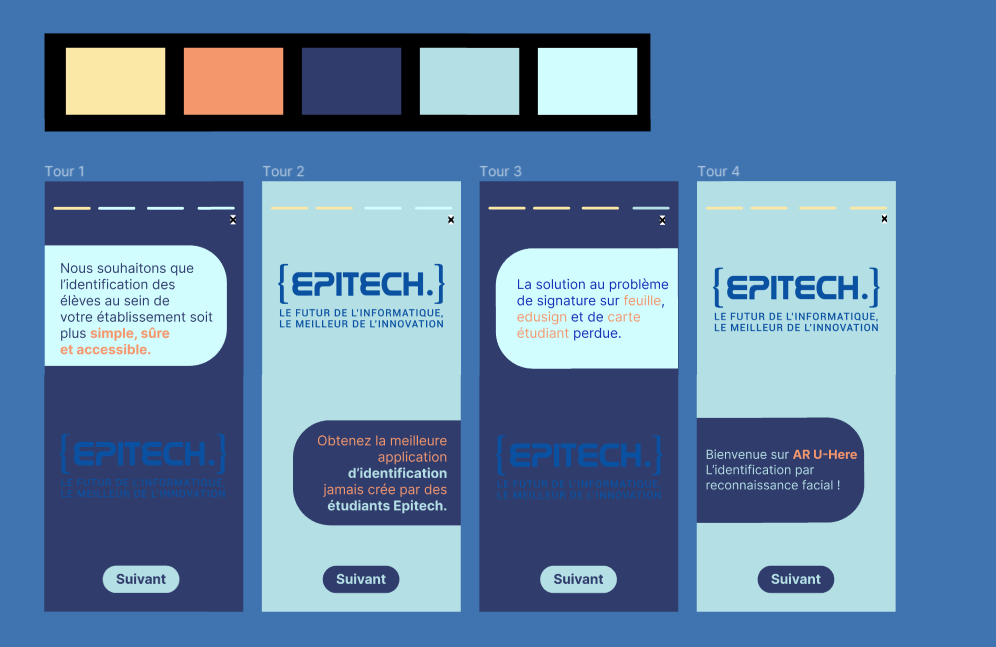 Tour 1
Nous souhaitons que
l'identification des
élèves au sein de
votre établissement soit
plus simple, sûre
et accessible.
{EPITECH.}
LE FUTUR DE L'INFORMATIQUE,
LE MEILLEUR DE L'INNOVATION
Suivant
Tour 2
{EPITECH.}
LE FUTUR DE L'INFORMATIQUE,
LE MEILLEUR DE L'INNOVATION
Obtenez la meilleure
application
d'identification
jamais crée par des
étudiants Epitech.
Suivant
Tour 3
La solution au problème
de signature sur feuille,
edusign et de carte
étudiant perdue.
{EPITECH.}
LE FUTUR DE L'INFORMATIQUE,
LE MEILLEUR DE L'INNOVATION
Suivant
Tour 4
{EPITECH.}
LE FUTUR DE L'INFORMATIQUE,
LE MEILLEUR DE L'INNOVATION
Bienvenue sur AR U-Here
L'identification par
reconnaissance facial !
Suivant